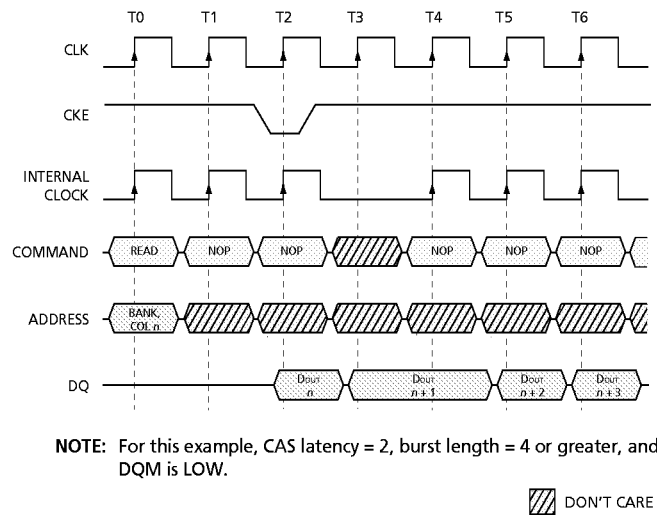 T0 T1 T2 T3 T4 T5 T6
CLK
CKE
INTERNAL
CLOCK
COMMAND READ NOP NOP NOP NOP NOP
ADDRESS BANK,
COL n
DQ DOUT DOUT DOUT DOUT
n n + 1 n + 2 n + 3
NOTE: For this example, CAS latency = 2, burst length = 4 or greater, and
DQM is LOW.
DON'T CARE